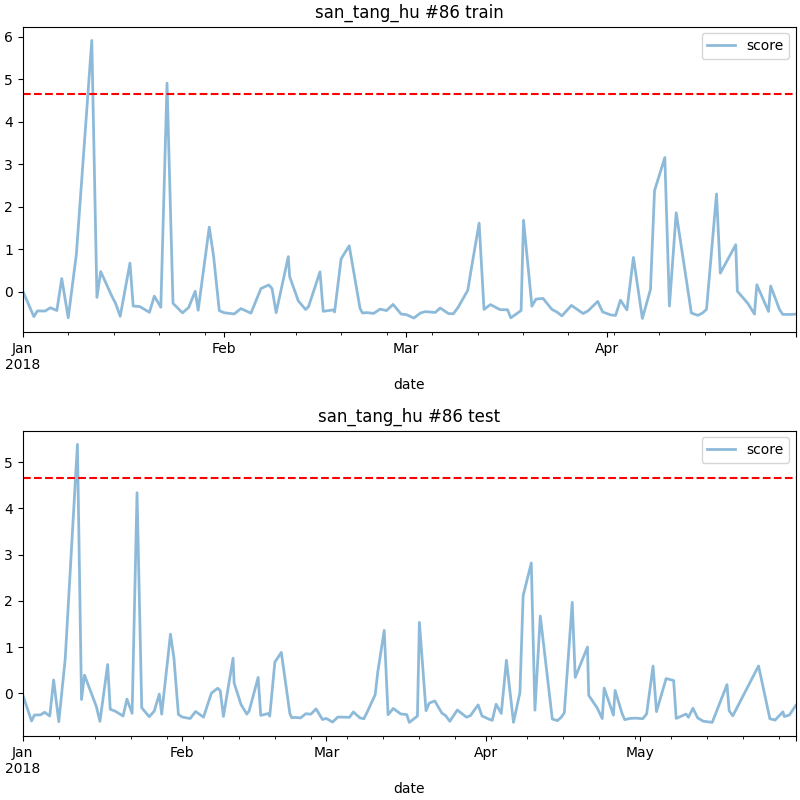 san_tang_hu #86 train
score
6
5
4
3
2
1
0
Jan Feb Mar Apr
2018
date
san_tang_hu #86 test
score
5
4
3
2
1
0
Jan Feb Mar Apr May
2018
date